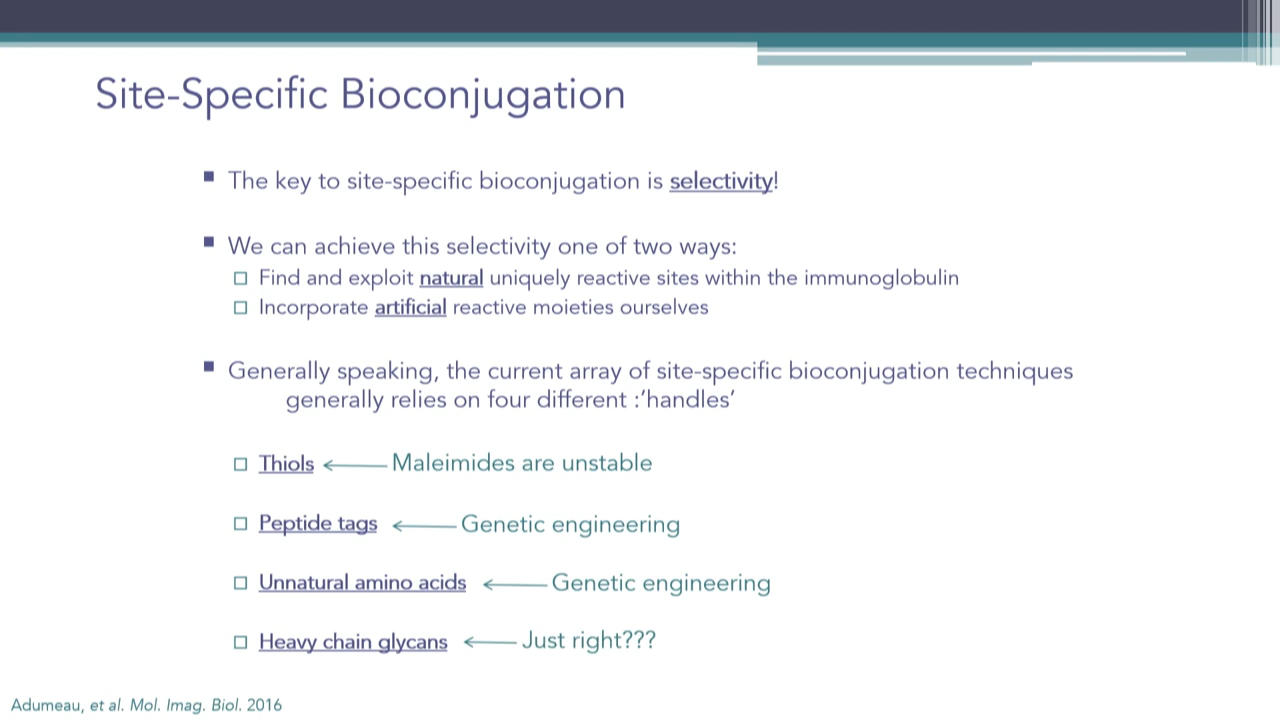 Site-Specific Bioconjugation
The key to site-specific bioconjugation is selectivity!
We can achieve this selectivity one of two ways:
Find and exploit natural uniquely reactive sites within the immunoglobulin
Incorporate artificial reactive moieties ourselves
Generally speaking, the current array of site-specific bioconjugation techniques
generally relies on four different :'handles'
Thiols Maleimides are unstable
Peptide tags Genetic engineering
Unnatural amino acids Genetic engineering
Heavy chain glycans Just right???
Adumeau, et al. Mol. Imag. Biol. 2016